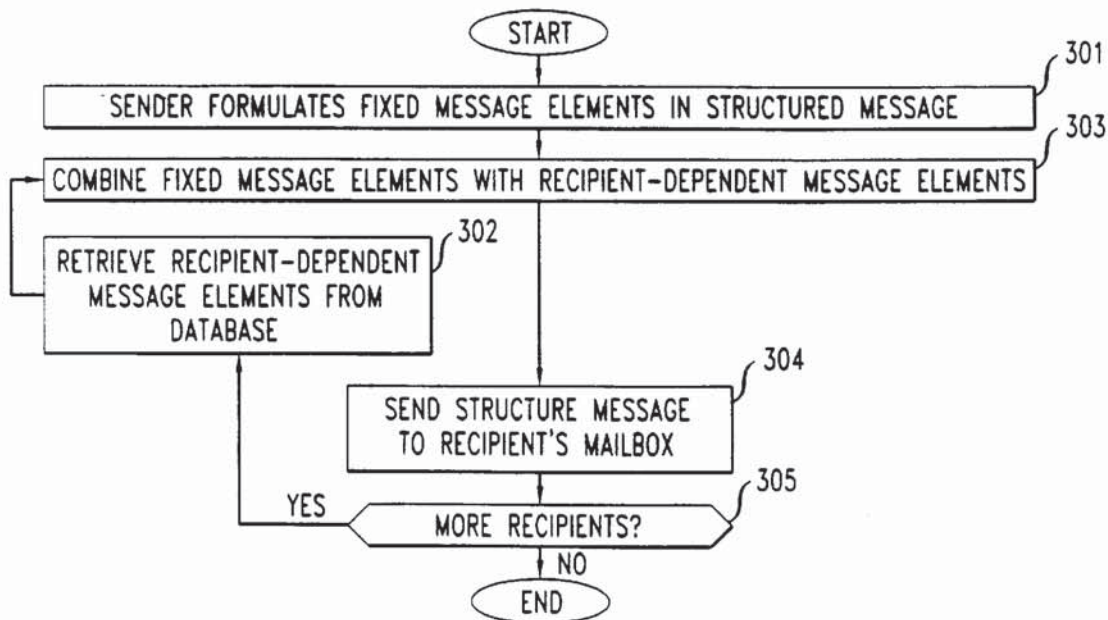 START
301
SENDER FORMULATES FIXED MESSAGE ELEMENTS IN STRUCTURED MESSAGE
303
COMBINE FIXED MESSAGE ELEMENTS WITH RECIPIENT-DEPENDENT MESSAGE ELEMENTS
302
RETRIEVE RECIPIENT-DEPENDENT
MESSAGE ELEMENTS FROM
DATABASE
304
SEND STRUCTURE MESSAGE
TO RECIPIENT'S MAILBOX
305
YES
MORE RECIPIENTS?
NO
END